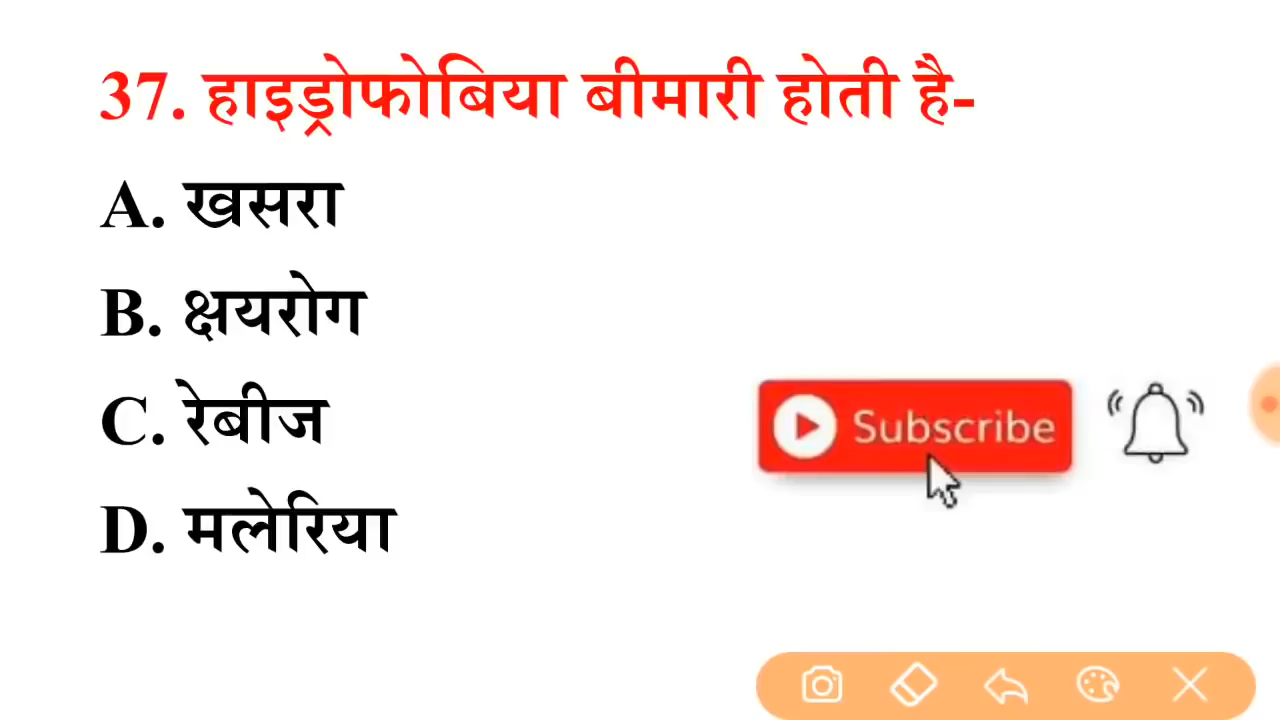 37. हाइड्रोफोबिया बीमारी होती है-
A. खसरा
B. क्षयरोग
C. रेबीज
Subscribe
D. मलेरिया